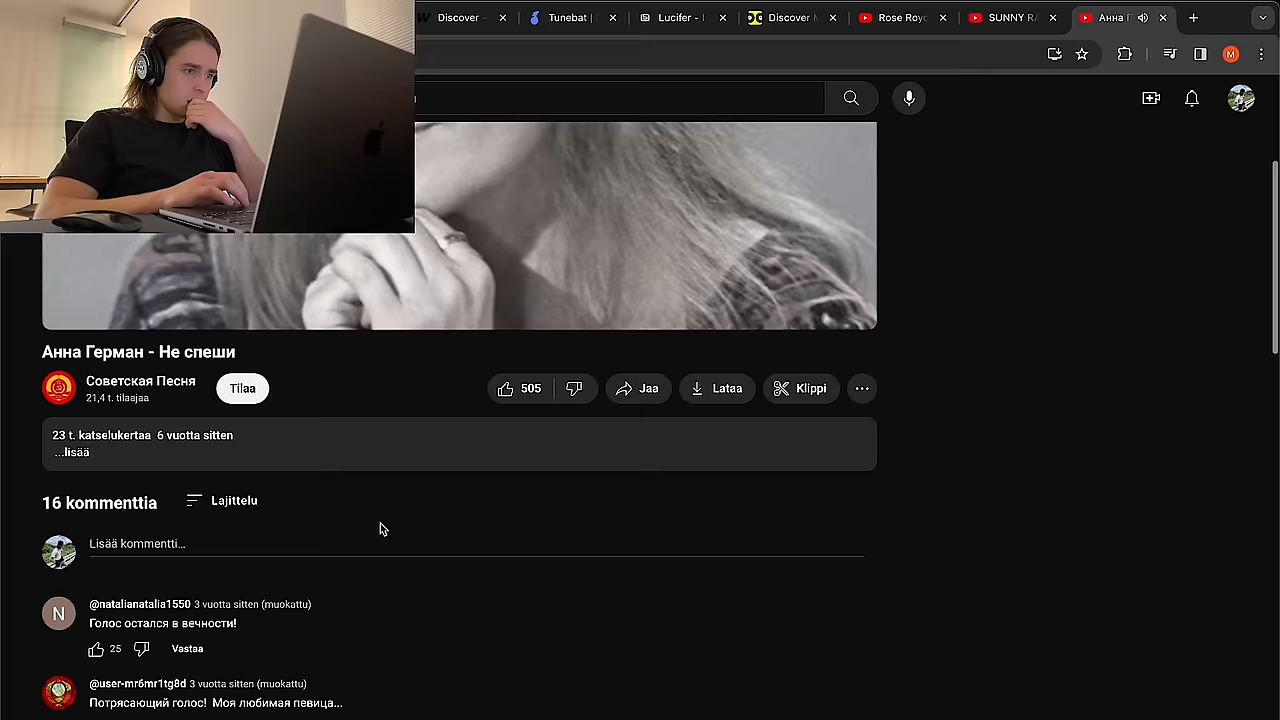 Discover
Tunebat |
Lucifer -
Discover
Rose Royc
SUNNY RA
Анна Г
M
Анна Герман - Не спеши
Советская Песня
21,4 t. tilaajaa
Tilaa
505
Jaa
Lataa
Klippi
23 t. katselukertaa 6 vuotta sitten
...lisää
16 kommenttia
Lajittelu
Lisää kommentti...
N
@natalianatalia1550 3 vuotta sitten (muokattu)
Голос остался в вечности!
25
Vastaa
@user-mr6mr1tg8d 3 vuotta sitten (muokattu)
Потрясающий голос! Моя любимая певица...